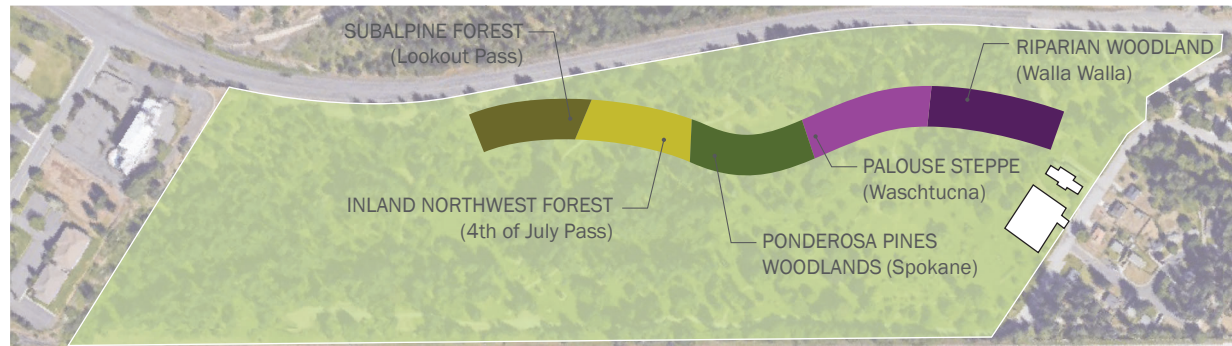 SUBALPINE FOREST
(Lookout Pass)
RIPARIAN WOODLAND
(Walla Walla)
PALOUSE STEPPE
(Waschtucna)
INLAND NORTHWEST FOREST
(4th of July Pass)
PONDEROSA PINES
WOODLANDS (Spokane)